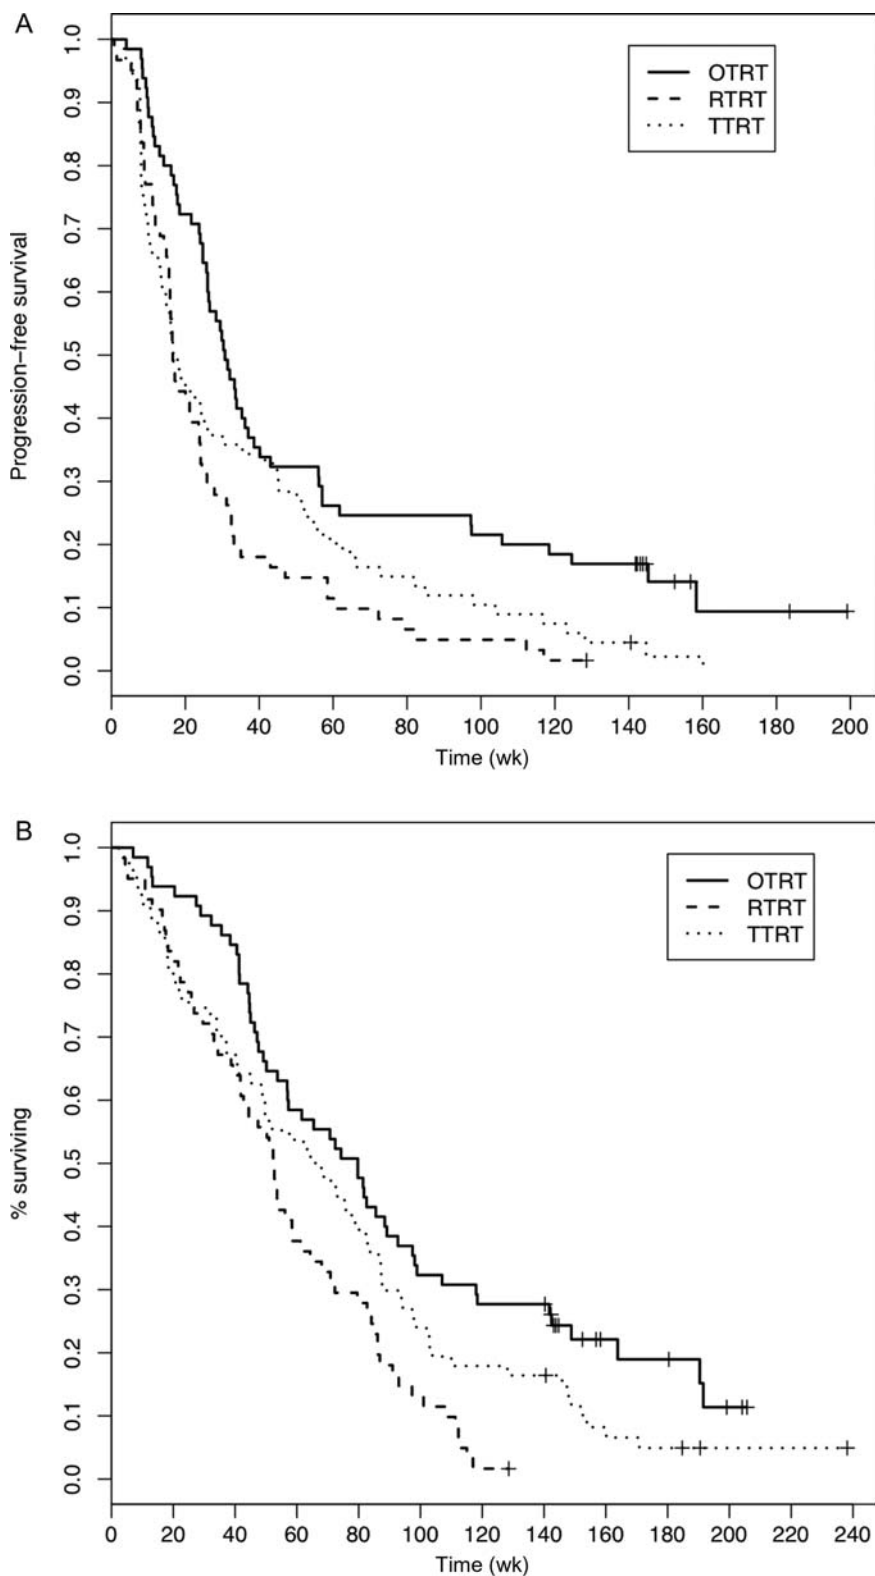 A
Progression–free survival
1.0
0.9
0.8
0.7
0.6
0.5
0.4
0.3
0.2
0.1
0.0
OTRT
RTRT
TTRT
0 20 40 60 80 100 120 140 160 180 200
Time (wk)
B
% surviving
1.0
0.9
0.8
0.7
0.6
0.5
0.4
0.3
0.2
0.1
0.0
OTRT
RTRT
TTRT
0 20 40 60 80 100 120 140 160 180 200 220 240
Time (wk)